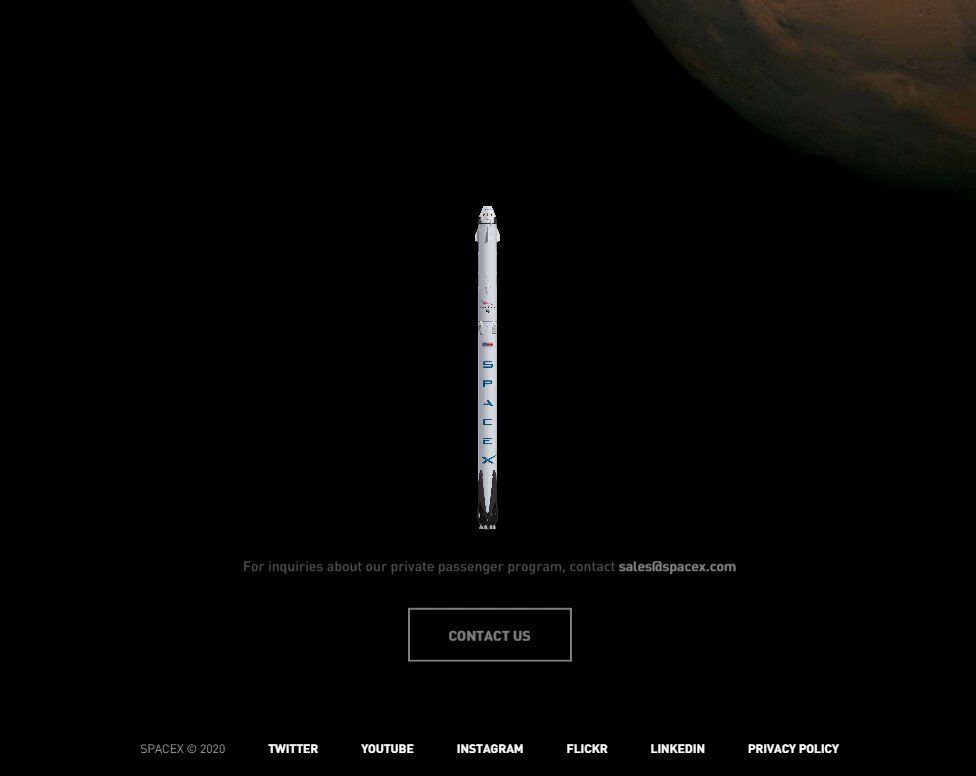 SPACEX
For inquiries about our private passenger program, contact sales@spacex.com
CONTACT US
SPACEX © 2020 TWITTER YOUTUBE INSTAGRAM FLICKR LINKEDIN PRIVACY POLICY